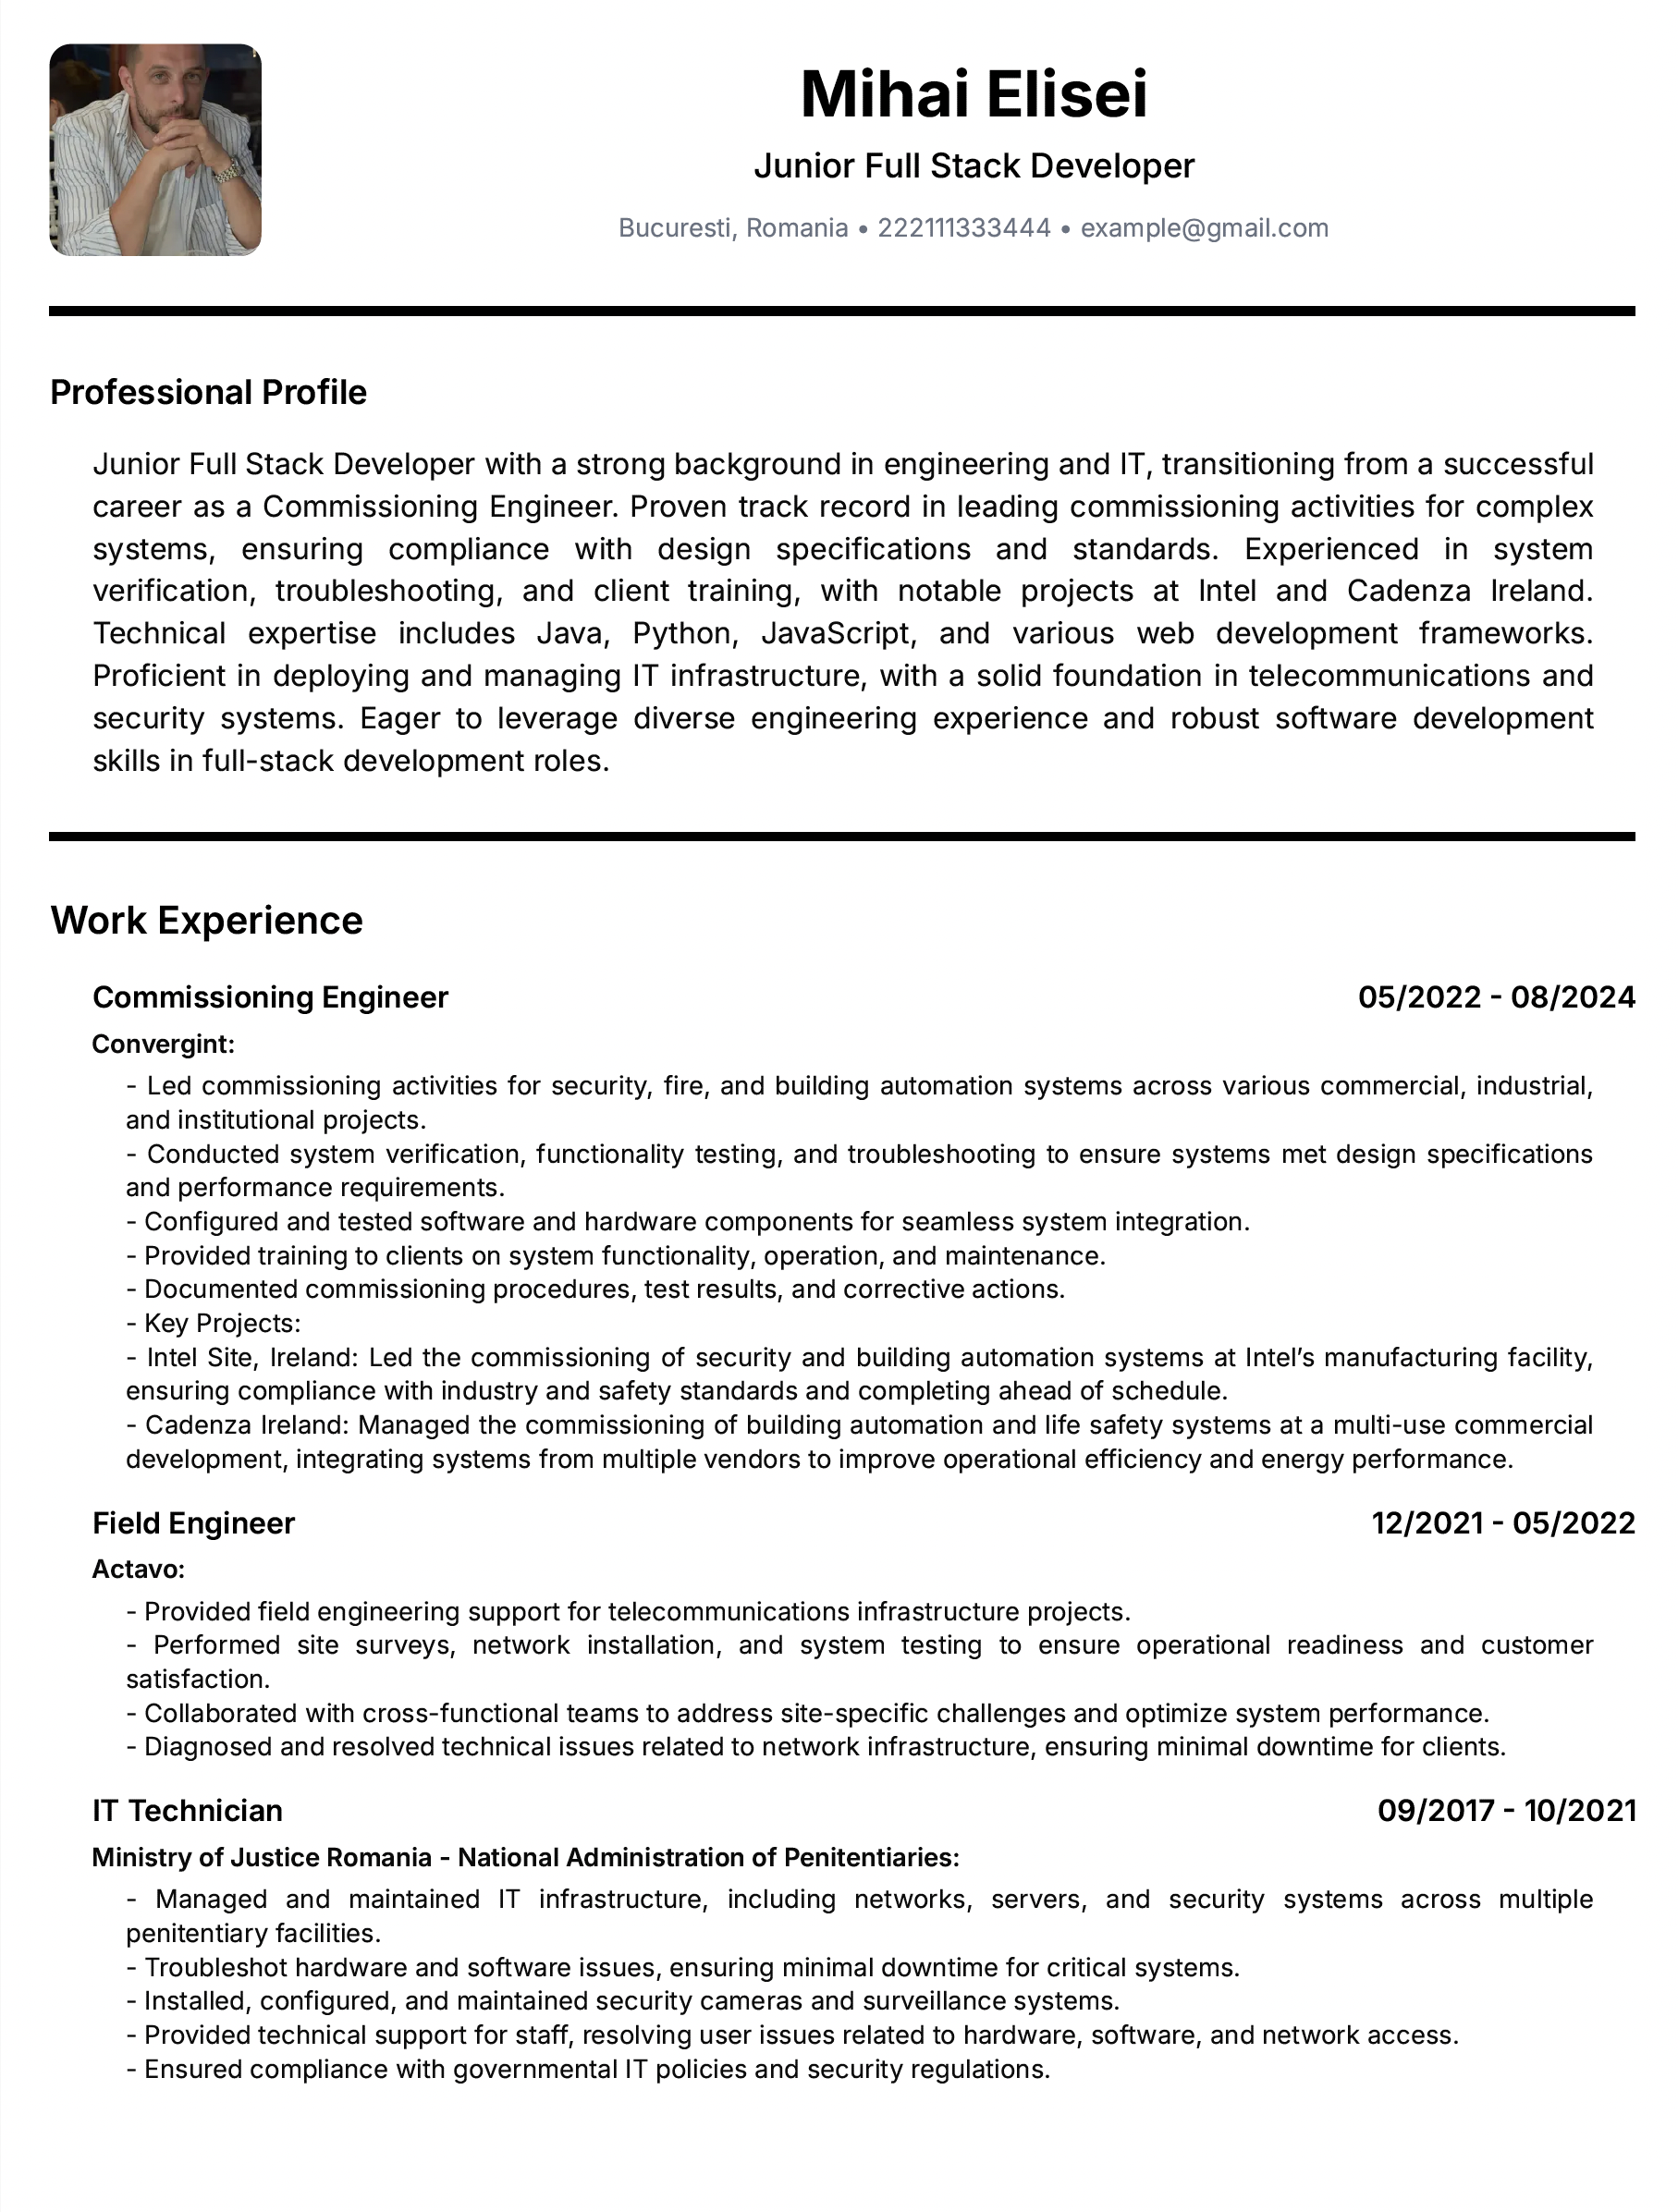 Mihai Elisei
Junior Full Stack Developer
Bucuresti, Romania • 222111333444 • example@gmail.com
Professional Profile
Junior Full Stack Developer with a strong background in engineering and IT, transitioning from a successful
career as a Commissioning Engineer. Proven track record in leading commissioning activities for complex
systems, ensuring compliance with design specifications and standards. Experienced in system
verification, troubleshooting, and client training, with notable projects at Intel and Cadenza Ireland.
Technical expertise includes Java, Python, JavaScript, and various web development frameworks.
Proficient in deploying and managing IT infrastructure, with a solid foundation in telecommunications and
security systems. Eager to leverage diverse engineering experience and robust software development
skills in full-stack development roles.
Work Experience
Commissioning Engineer 05/2022 - 08/2024
Convergint:
- Led commissioning activities for security, fire, and building automation systems across various commercial, industrial,
and institutional projects.
- Conducted system verification, functionality testing, and troubleshooting to ensure systems met design specifications
and performance requirements.
- Configured and tested software and hardware components for seamless system integration.
- Provided training to clients on system functionality, operation, and maintenance.
- Documented commissioning procedures, test results, and corrective actions.
- Key Projects:
- Intel Site, Ireland: Led the commissioning of security and building automation systems at Intel’s manufacturing facility,
ensuring compliance with industry and safety standards and completing ahead of schedule.
- Cadenza Ireland: Managed the commissioning of building automation and life safety systems at a multi-use commercial
development, integrating systems from multiple vendors to improve operational efficiency and energy performance.
Field Engineer 12/2021 - 05/2022
Actavo:
- Provided field engineering support for telecommunications infrastructure projects.
- Performed site surveys, network installation, and system testing to ensure operational readiness and customer
satisfaction.
- Collaborated with cross-functional teams to address site-specific challenges and optimize system performance.
- Diagnosed and resolved technical issues related to network infrastructure, ensuring minimal downtime for clients.
IT Technician 09/2017 - 10/2021
Ministry of Justice Romania - National Administration of Penitentiaries:
- Managed and maintained IT infrastructure, including networks, servers, and security systems across multiple
penitentiary facilities.
- Troubleshot hardware and software issues, ensuring minimal downtime for critical systems.
- Installed, configured, and maintained security cameras and surveillance systems.
- Provided technical support for staff, resolving user issues related to hardware, software, and network access.
- Ensured compliance with governmental IT policies and security regulations.